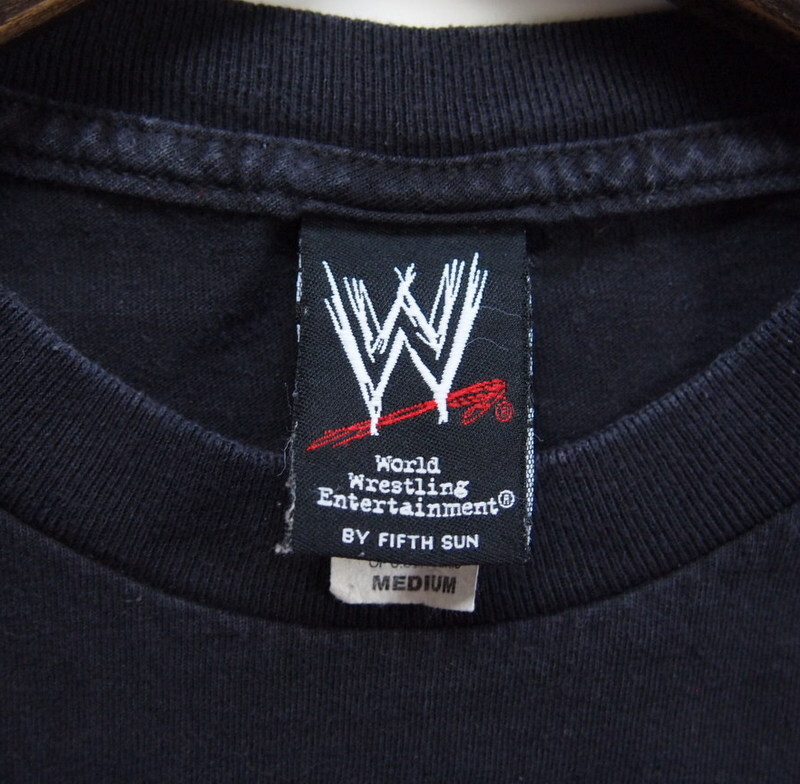 W
®
World
Wrestling
Entertainment®
BY FIFTH SUN
MEDIUM